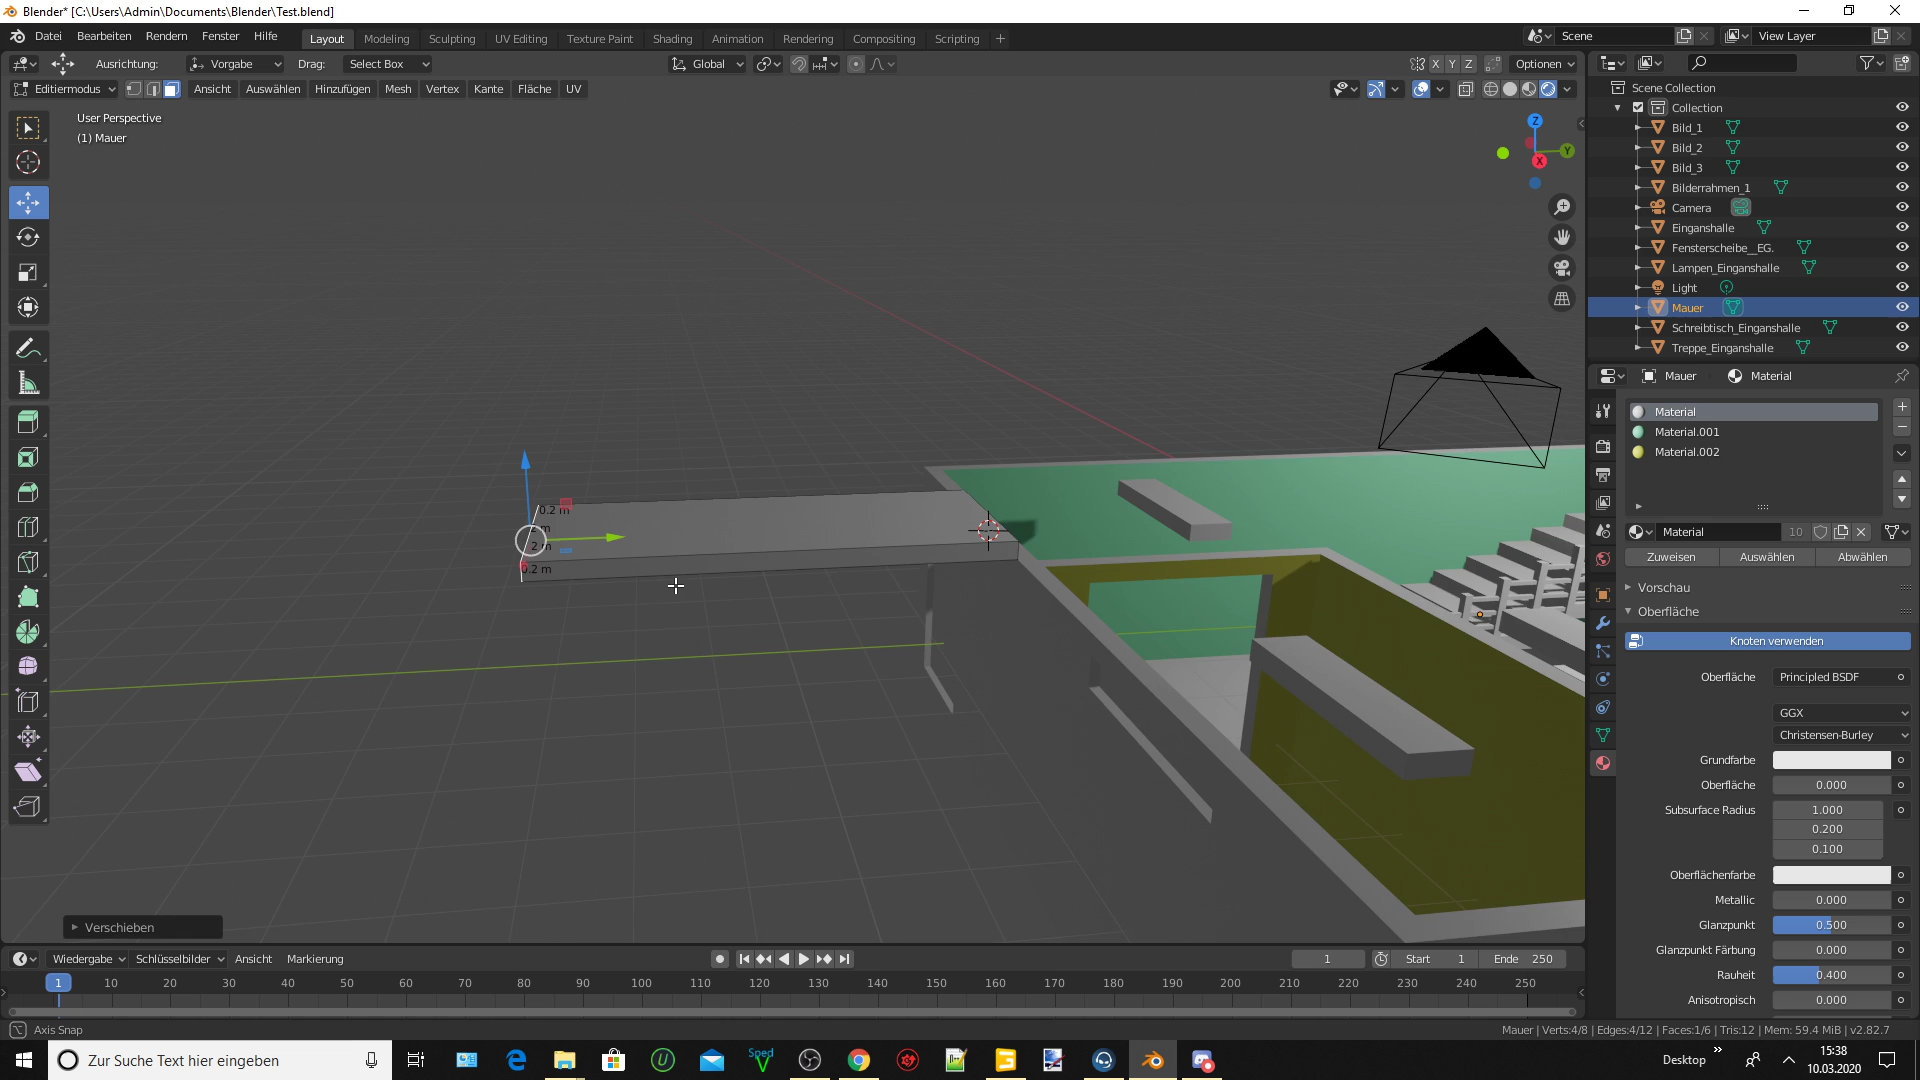 Blender* [C:\Users\Admin\Documents\Blender\Test.blend]
Datei Bearbeiten Rendern Fenster Hilfe Layout Modeling Sculpting UV Editing Texture Paint Shading Animation Rendering Compositing Scripting + Scene View Layer
Ausrichtung: Vorgabe Drag: Select Box Global X Y Z Optionen
Editiermodus Ansicht Auswählen Hinzufügen Mesh Vertex Kante Fläche UV
User Perspective
(1) Mauer
Z
Y
X
0.2 m
m
2 m
0.2 m
Verschieben
Scene Collection
Collection
Bild_1
Bild_2
Bild_3
Bilderrahmen_1
Camera
Einganshalle
Fensterscheibe__EG.
Lampen_Einganshalle
Light
Mauer
Schreibtisch_Einganshalle
Treppe_Einganshalle
Mauer Material
Material
Material.001
Material.002
Material 10
Zuweisen Auswählen Abwählen
Vorschau
Oberfläche
Knoten verwenden
Oberfläche Principled BSDF
GGX
Christensen-Burley
Grundfarbe
Oberfläche 0.000
Subsurface Radius 1.000
0.200
0.100
Oberflächenfarbe
Metallic 0.000
Glanzpunkt 0.500
Glanzpunkt Färbung 0.000
Rauheit 0.400
Anisotropisch 0.000
Wiedergabe Schlüsselbilder Ansicht Markierung 1 Start 1 Ende 250
1 10 20 30 40 50 60 70 80 90 100 110 120 130 140 150 160 170 180 190 200 210 220 230 240 250
Axis Snap Mauer | Verts:4/8 | Edges:4/12 | Faces:1/6 | Tris:12 | Mem: 59.4 MiB | v2.82.7
Zur Suche Text hier eingeben Sped Desktop 15:38
10.03.2020